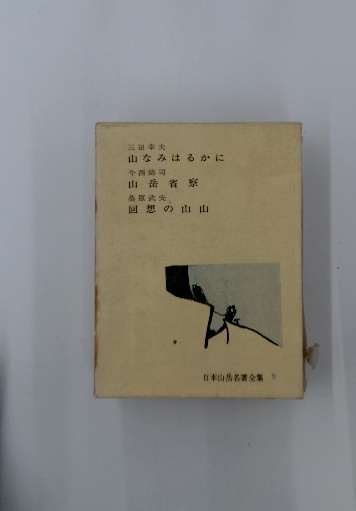 三田幸夫
山なみはるかに
今西錦司
山岳省察
桑原武夫
回想の山山
日本山岳名著全集 9